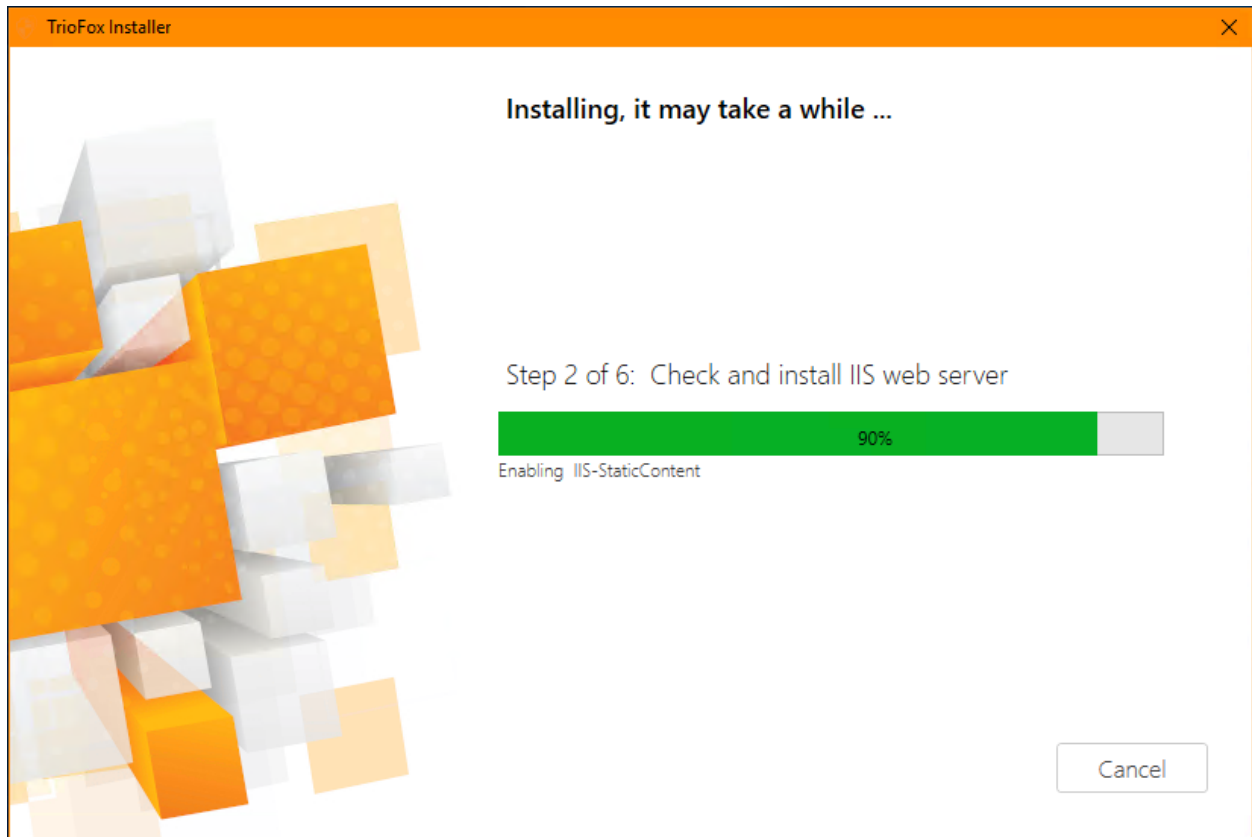 TrioFox Installer
Installing, it may take a while ...
Step 2 of 6: Check and install IIS web server
90%
Enabling IIS-StaticContent
Cancel